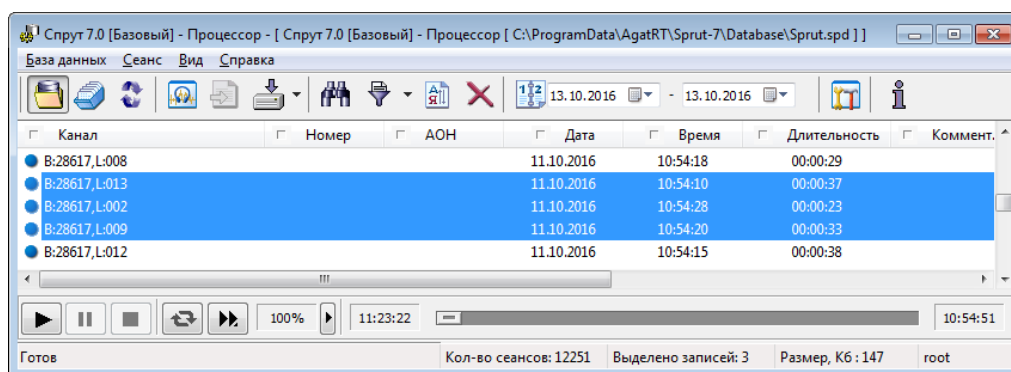 Спрут 7.0 [Базовый] - Процессор - [ Спрут 7.0 [Базовый] - Процессор [ C:\ProgramData\AgatRT\Sprut-7\Database\Sprut.spd ] ]
База данных Сеанс Вид Справка
13.10.2016 - 13.10.2016
Канал Номер АОН Дата Время Длительность Коммент.
B:28617,L:008 11.10.2016 10:54:18 00:00:29
B:28617,L:013 11.10.2016 10:54:10 00:00:37
B:28617,L:002 11.10.2016 10:54:28 00:00:23
B:28617,L:009 11.10.2016 10:54:20 00:00:33
B:28617,L:012 11.10.2016 10:54:15 00:00:38
100% 11:23:22 10:54:51
Готов Кол-во сеансов: 12251 Выделено записей: 3 Размер, Кб : 147 root